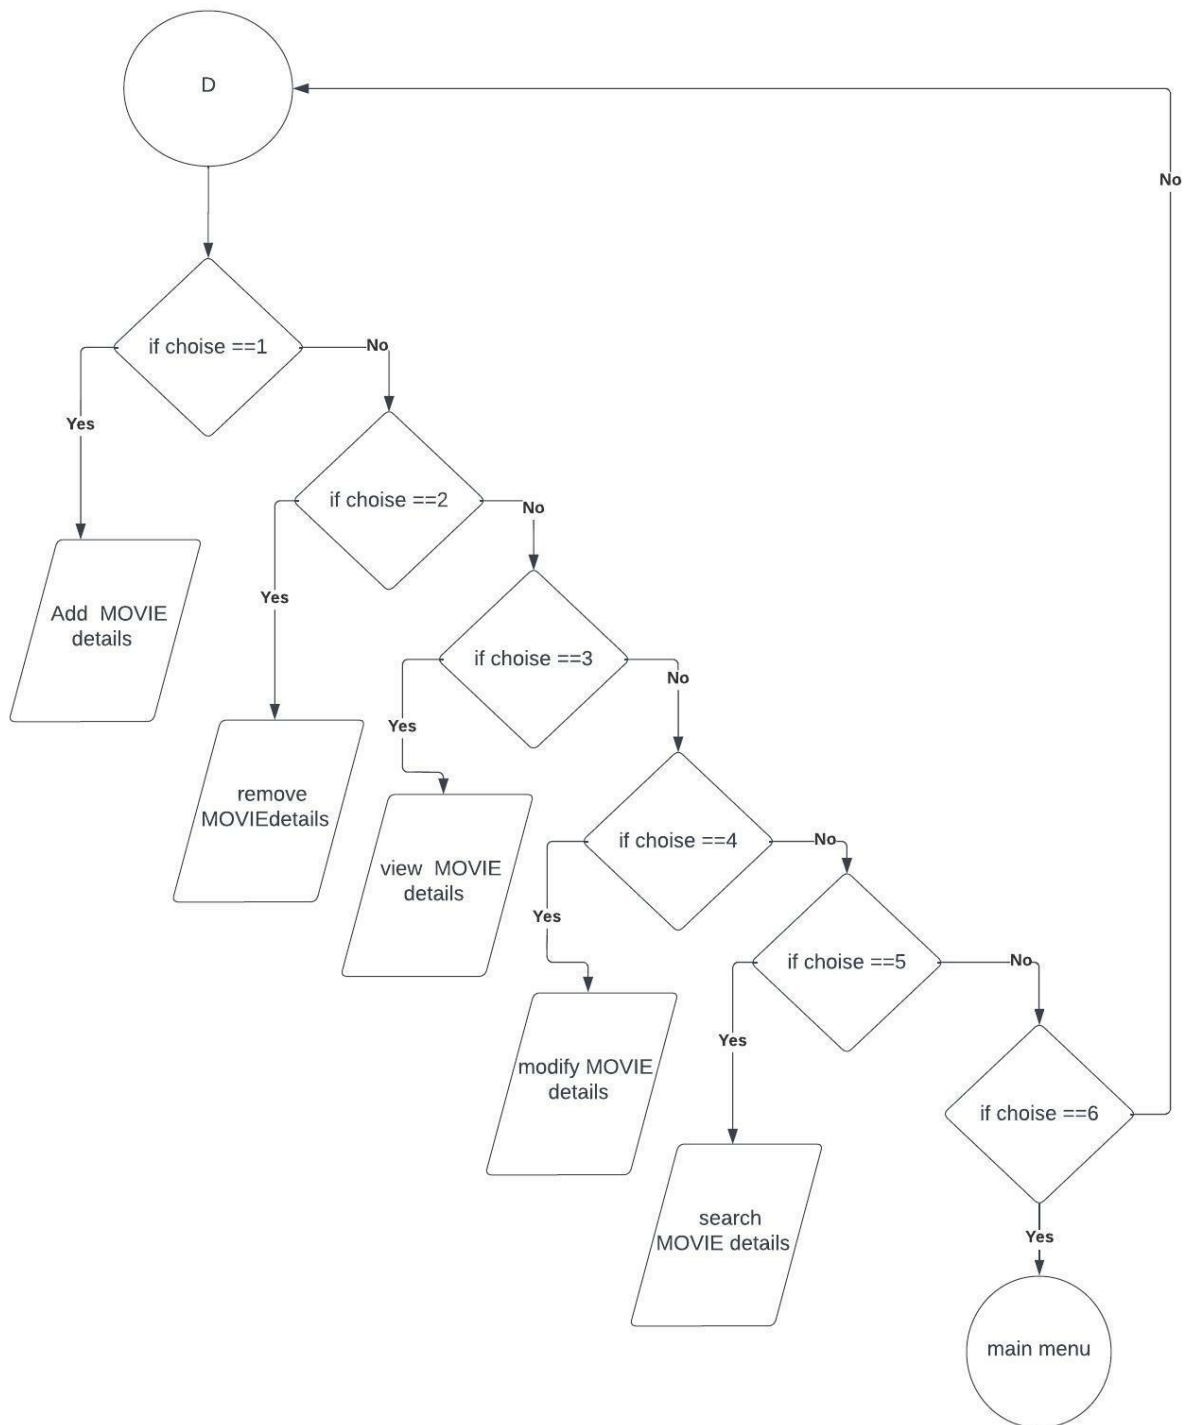 D
No
if choise ==1
No
Yes
if choise ==2
No
Yes
Add  MOVIE
details
if choise ==3
No
Yes
remove
MOVIEdetails
view  MOVIE
details
if choise ==4
No
Yes
if choise ==5
No
Yes
modify MOVIE
details
if choise ==6
search
MOVIE details
Yes
main menu